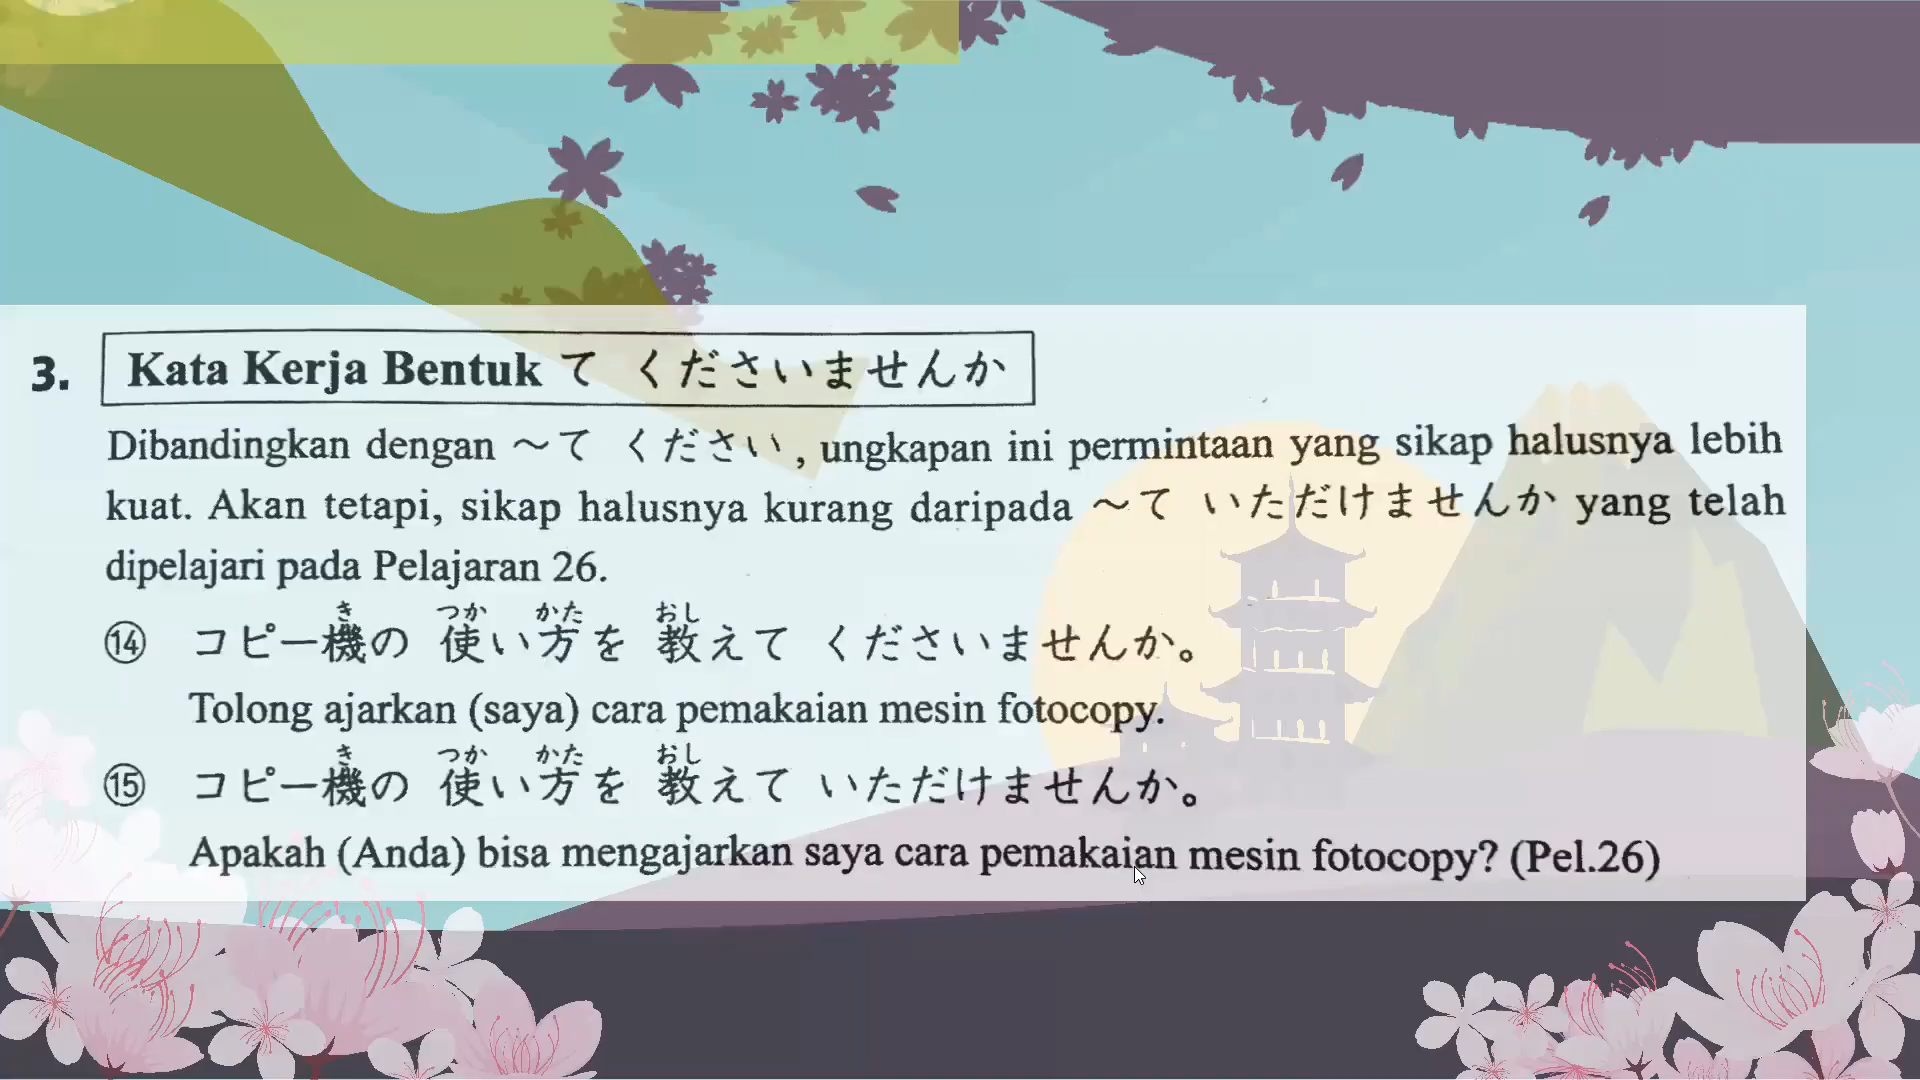 3. Kata Kerja Bentuk て くださいませんか
Dibandingkan dengan ～て ください, ungkapan ini permintaan yang sikap halusnya lebih
kuat. Akan tetapi, sikap halusnya kurang daripada ～て いただけませんか yang telah
dipelajari pada Pelajaran 26.
き つか かた おし
⑭ コピー機の 使い方を 教えて くださいませんか。
Tolong ajarkan (saya) cara pemakaian mesin fotocopy.
き つか かた おし
⑮ コピー機の 使い方を 教えて いただけませんか。
Apakah (Anda) bisa mengajarkan saya cara pemakaian mesin fotocopy? (Pel.26)